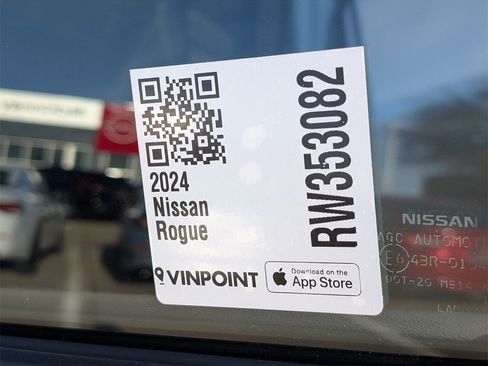 2024
Nissan
Rogue
RW353082
VINPOINT
Download on the
App Store
NISSAN